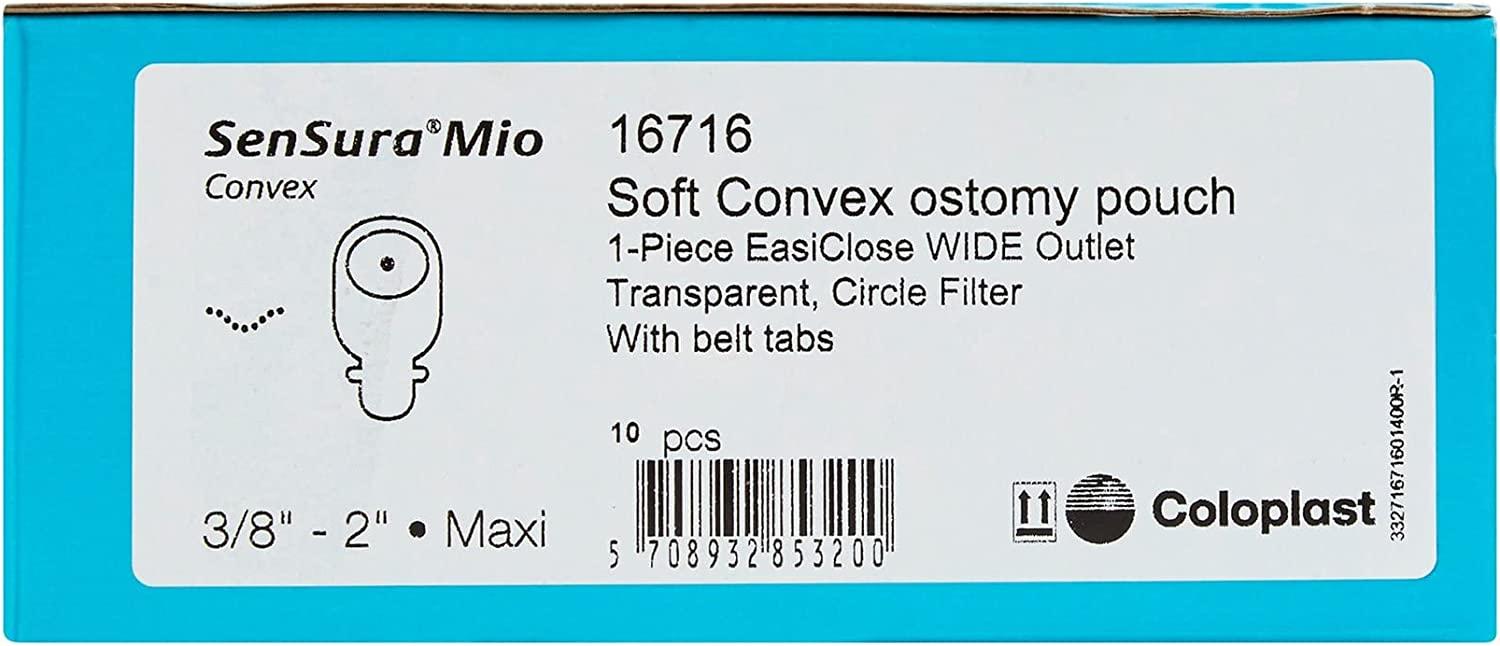 SenSura®Mio
Convex
16716
Soft Convex ostomy pouch
1-Piece EasiClose WIDE Outlet
Transparent, Circle Filter
With belt tabs
10 pcs
5 708932 853200
3/8" - 2" • Maxi
Coloplast
3327167161601400R-1